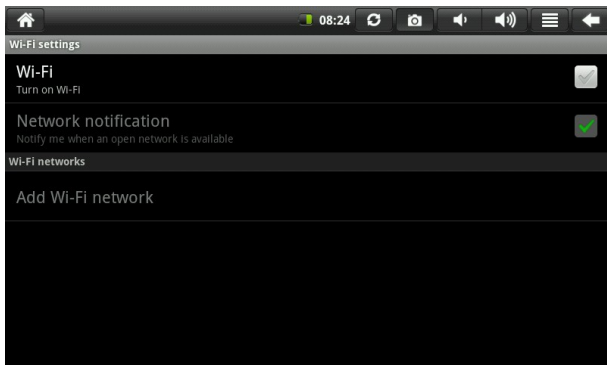 08:24
Wi-Fi settings
Wi-Fi
Turn on Wi-Fi
Network notification
Notify me when an open network is available
Wi-Fi networks
Add Wi-Fi network